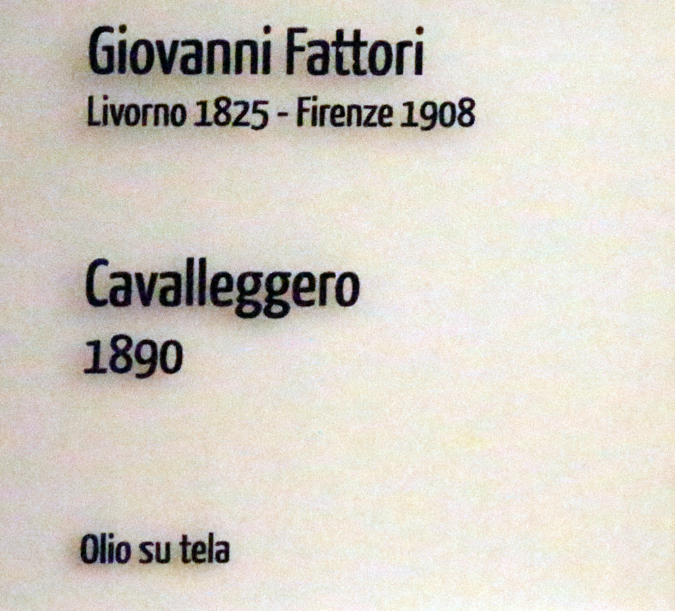 Giovanni Fattori
Livorno 1825 - Firenze 1908
Cavalleggero
1890
Olio su tela